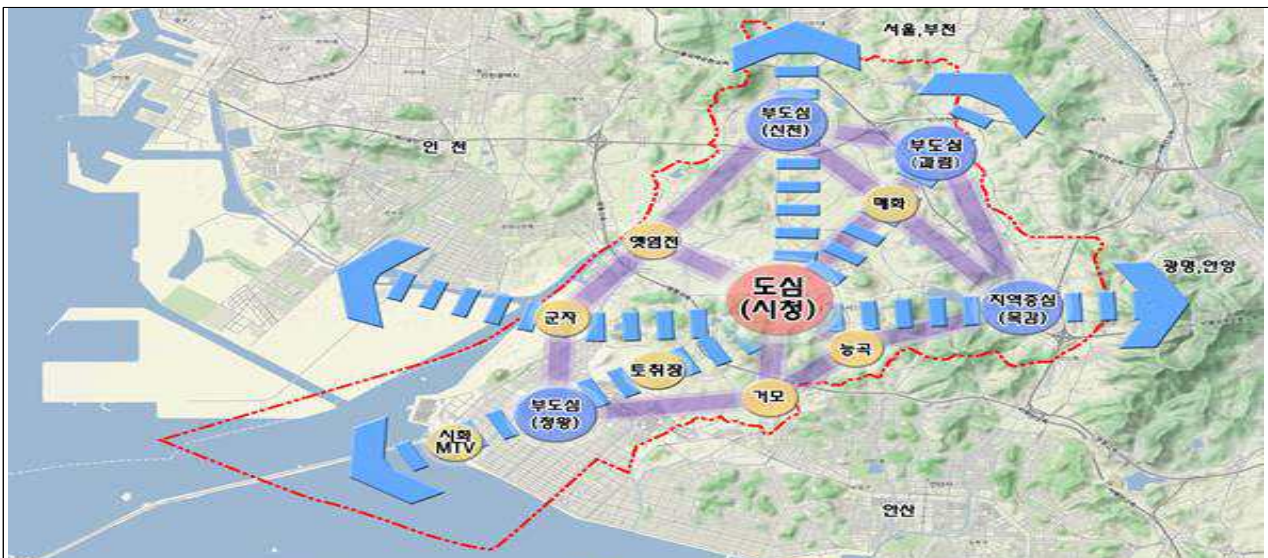 서울,부천
부도심
(신천)
부도심
(과림)
인 천
매화
옛염전
광명,안양
도심
(시청)
지역중심
(목감)
군자
능곡
토취장
거모
부도심
(정왕)
시화
MTV
안산